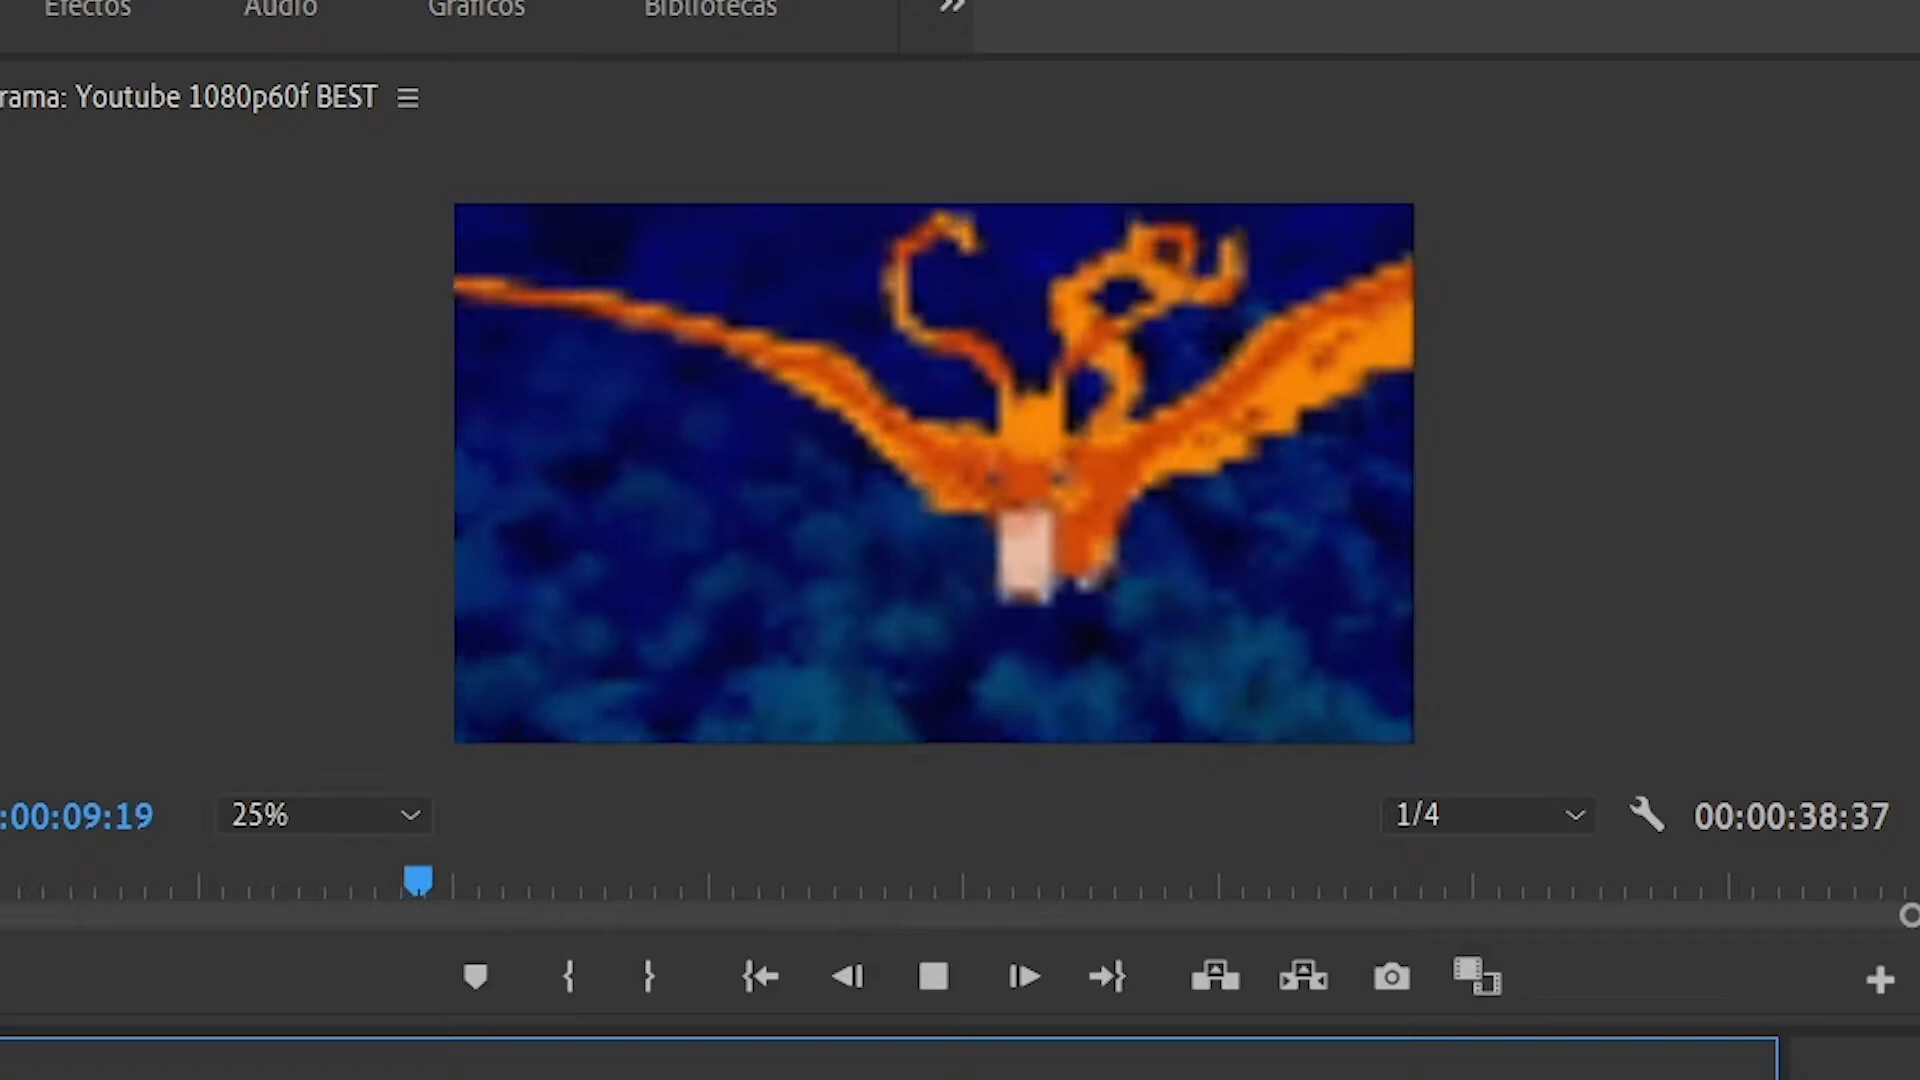 Efectos Audio Gráficos Bibliotecas
rama: Youtube 1080p60f BEST
:00:09:19 25% 1/4 00:00:38:37